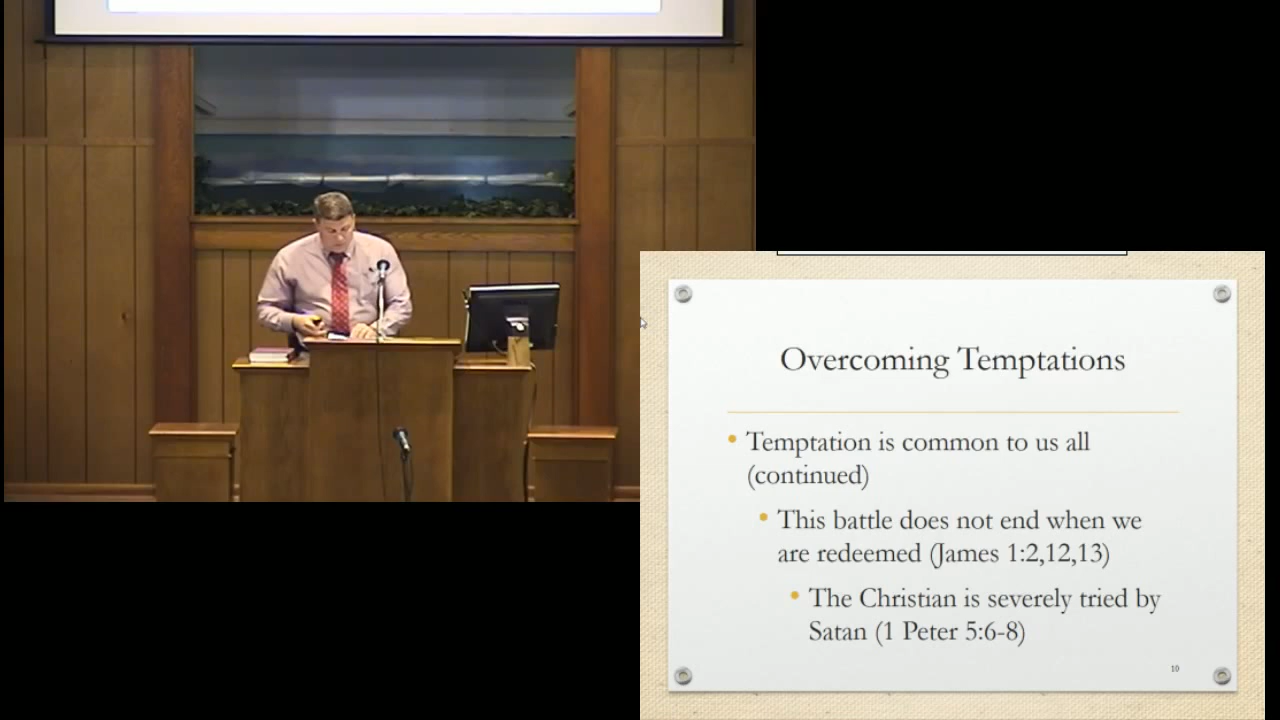 Overcoming Temptations
• Temptation is common to us all
(continued)
• This battle does not end when we
are redeemed (James 1:2,12,13)
• The Christian is severely tried by
Satan (1 Peter 5:6-8)
10